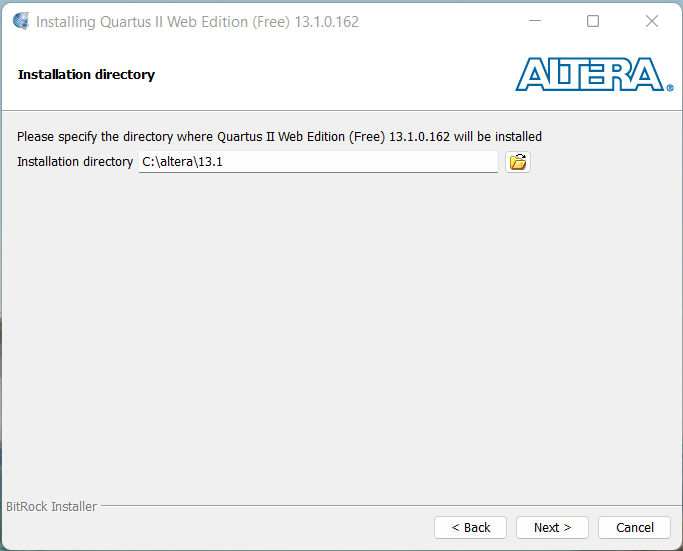 Installing Quartus II Web Edition (Free) 13.1.0.162
Installation directory
ALTERA®
Please specify the directory where Quartus II Web Edition (Free) 13.1.0.162 will be installed
Installation directory C:\altera\13.1
BitRock Installer
< Back Next > Cancel